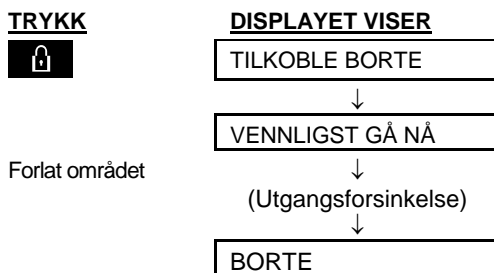 TRYKK DISPLAYET VISER
TILKOBLE BORTE
↓
VENNLIGST GÅ NÅ
Forlat området ↓
(Utgangsforsinkelse)
↓
BORTE